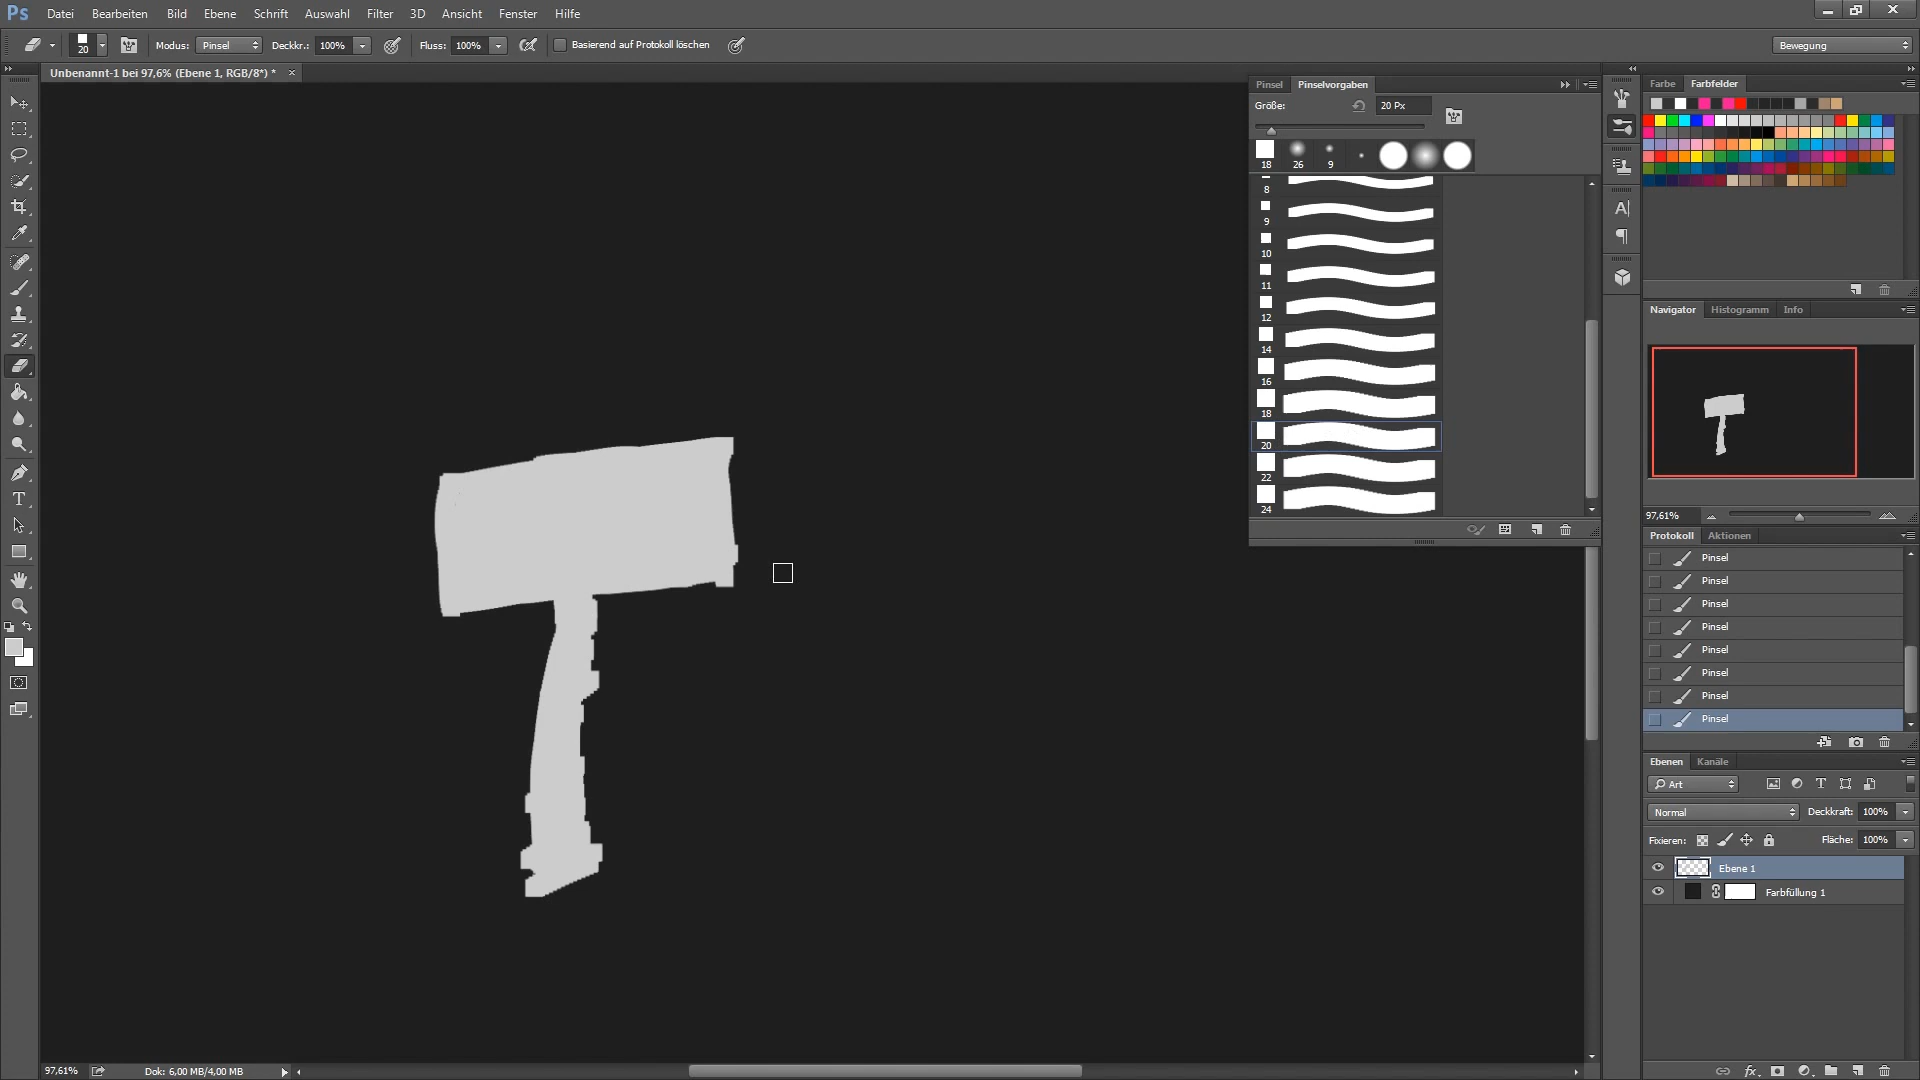 Ps Datei Bearbeiten Bild Ebene Schrift Auswahl Filter 3D Ansicht Fenster Hilfe
20 Modus: Pinsel Deckkr.: 100% Fluss: 100% Basierend auf Protokoll löschen Bewegung
Unbenannt-1 bei 97,6% (Ebene 1, RGB/8*) * ×
Pinsel Pinselvorgaben
Größe: 20 Px
18 26 9
8
9
10
11
12
14
16
18
20
22
24
Farbe Farbfelder
Navigator Histogramm Info
97,61%
Protokoll Aktionen
Pinsel
Pinsel
Pinsel
Pinsel
Pinsel
Pinsel
Pinsel
Pinsel
Ebenen Kanäle
Art
Normal Deckkraft: 100%
Fixieren: Fläche: 100%
Ebene 1
Farbfüllung 1
97,61% Dok: 6,00 MB/4,00 MB
fx